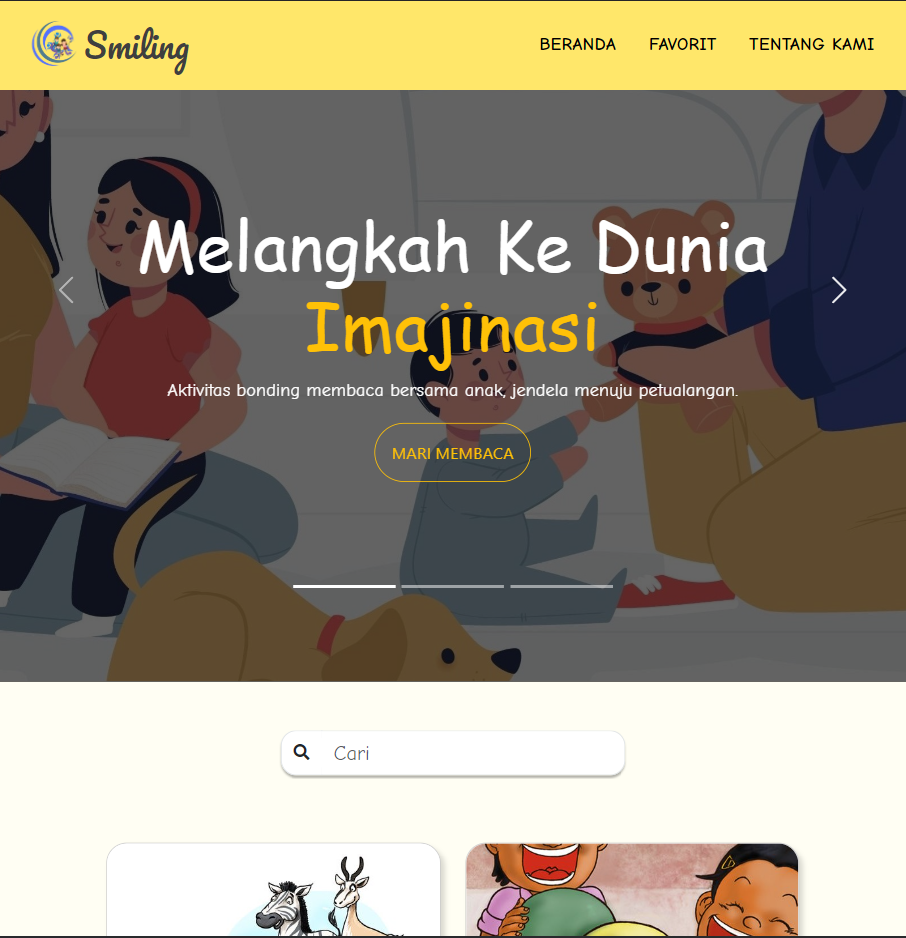 Smiling
BERANDA FAVORIT TENTANG KAMI
Melangkah Ke Dunia
Imajinasi
Aktivitas bonding membaca bersama anak, jendela menuju petualangan.
MARI MEMBACA
Cari